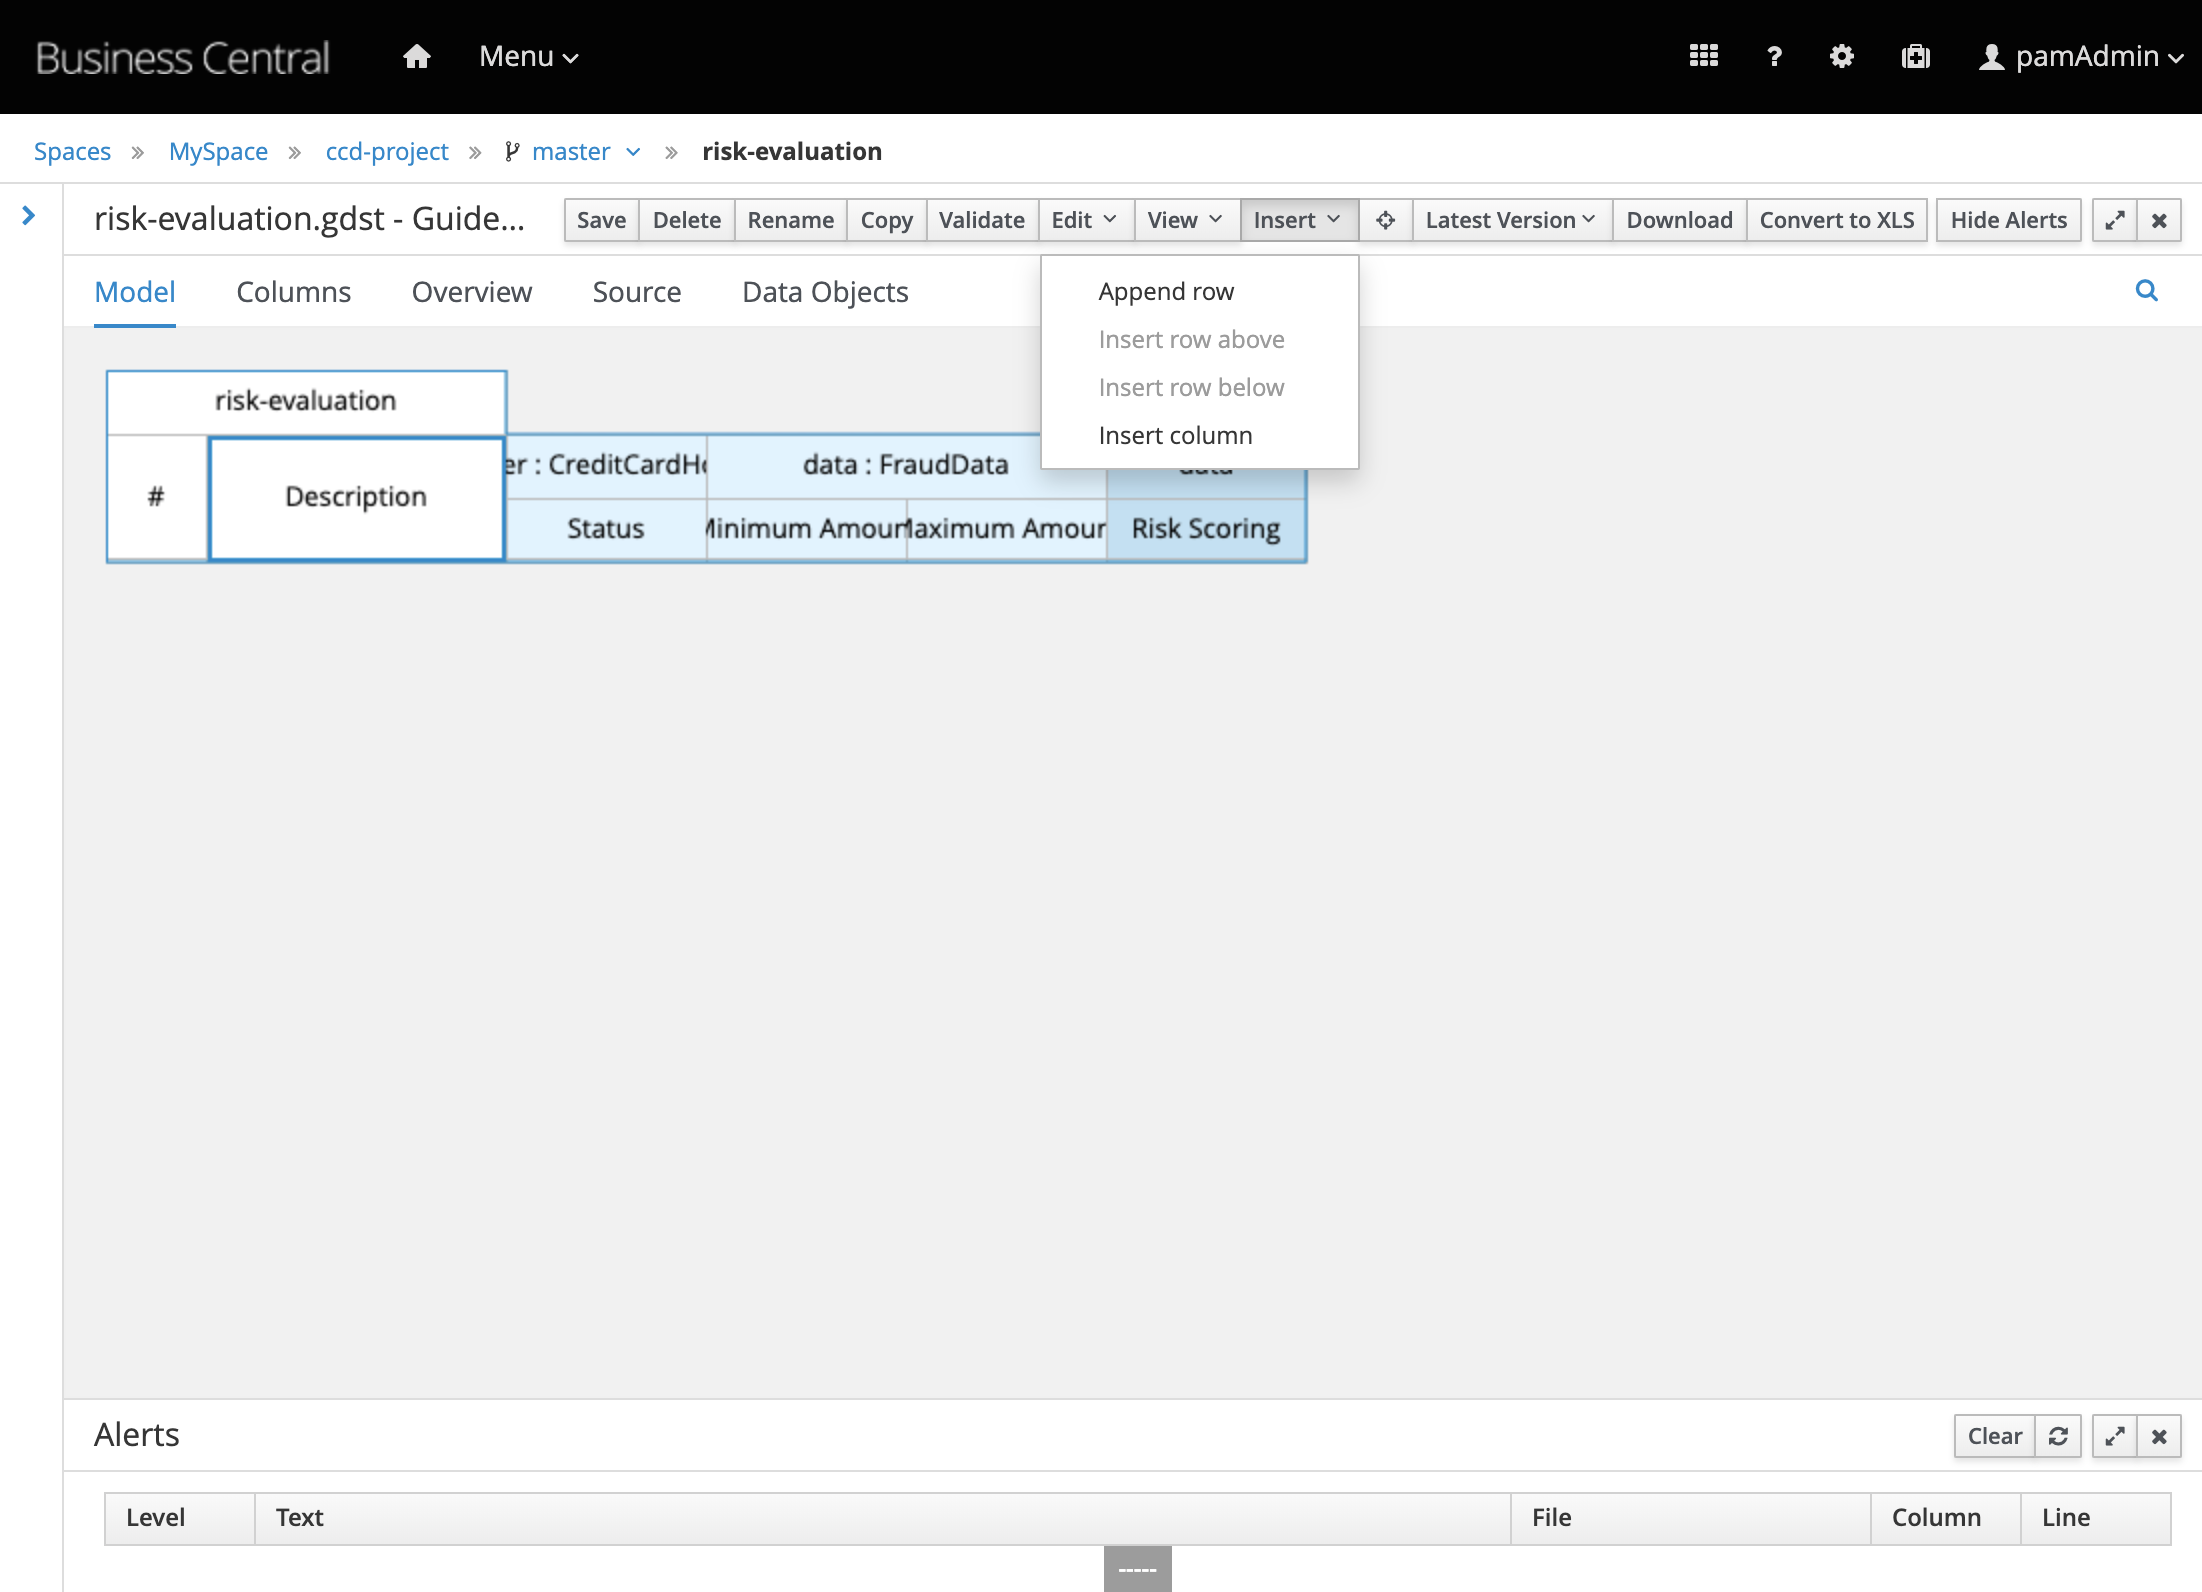 Business Central Menu ? pamAdmin
Spaces » MySpace » ccd-project » master » risk-evaluation
risk-evaluation.gdst - Guide... Save Delete Rename Copy Validate Edit View Insert Latest Version Download Convert to XLS Hide Alerts
Model Columns Overview Source Data Objects
Append row
Insert row above
Insert row below
Insert column
risk-evaluation
# Description
er : CreditCardH data : FraudData
Status Minimum Amoun Maximum Amoun Risk Scoring
Alerts Clear
Level Text File Column Line
-----